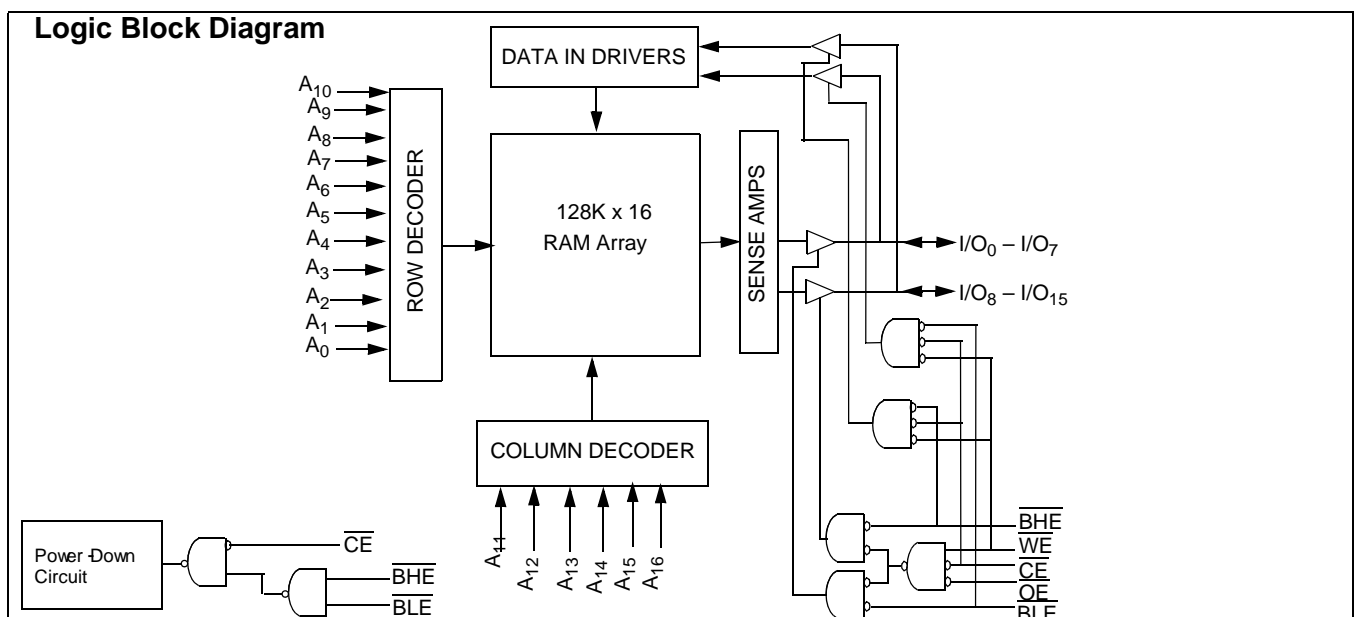 Logic Block Diagram
DATA IN DRIVERS
A10
A9
A8
A7
A6
A5
A4
A3
A2
A1
A0
ROW DECODER
128K x 16
RAM Array
SENSE AMPS
I/O0 – I/O7
I/O8 – I/O15
COLUMN DECODER
A11
A12
A13
A14
A15
A16
Power-Down
Circuit
CE
BHE
BLE
BHE
WE
CE
OE
BLE